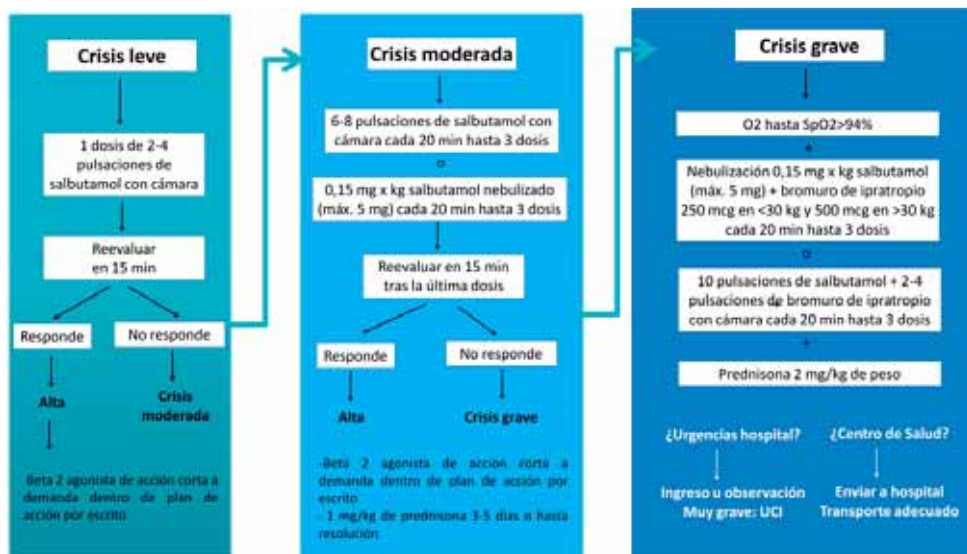 Crisis leve
1 dosis de 2-4
pulsaciones de
salbutamol con cámara
Reevaluar
en 15 min
Responde
No responde
Alta
Crisis
moderada
Beta 2 agonista de acción corta a
demanda dentro de plan de
acción por escrito
Crisis moderada
6-8 pulsaciones de salbutamol con
cámara cada 20 min hasta 3 dosis
o
0,15 mg x kg salbutamol nebulizado
(máx. 5 mg) cada 20 min hasta 3 dosis
Reevaluar en 15 min
tras la última dosis
Responde
No responde
Alta
Crisis grave
-Beta 2 agonista de acción corta a
demanda dentro de plan de acción por
escrito
- 1 mg/kg de prednisona 3-5 días o hasta
resolución
Crisis grave
O2 hasta SpO2>94%
+
Nebulización 0,15 mg x kg salbutamol
(máx. 5 mg) + bromuro de ipratropio
250 mcg en <30 kg y 500 mcg en >30 kg
cada 20 min hasta 3 dosis
o
10 pulsaciones de salbutamol + 2-4
pulsaciones de bromuro de ipratropio
con cámara cada 20 min hasta 3 dosis
+
Prednisona 2 mg/kg de peso
¿Urgencias hospital?
¿Centro de Salud?
Ingreso u observación
Muy grave: UCI
Enviar a hospital
Transporte adecuado